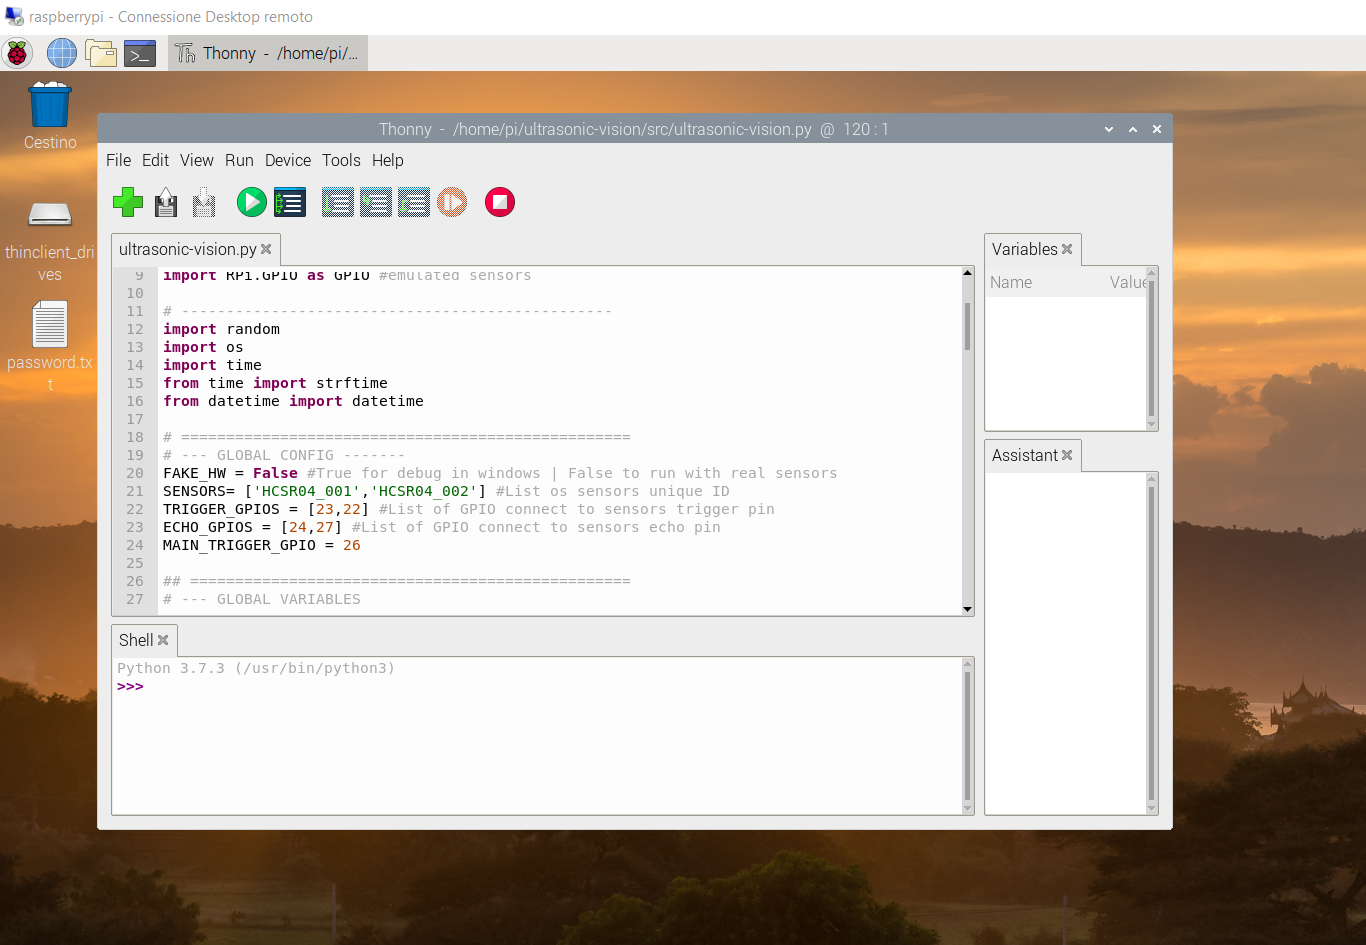 raspberrypi - Connessione Desktop remoto
Thonny - /home/pi/...
Cestino
thinclient_dri
ves
password.tx
t
Thonny - /home/pi/ultrasonic-vision/src/ultrasonic-vision.py @ 120 : 1
File Edit View Run Device Tools Help
ultrasonic-vision.py
9 import RPi.GPIO as GPIO #emulated sensors
10
11 # ------------------------------------------------
12 import random
13 import os
14 import time
15 from time import strftime
16 from datetime import datetime
17
18 # ==================================================
19 # --- GLOBAL CONFIG -------
20 FAKE_HW = False #True for debug in windows | False to run with real sensors
21 SENSORS= ['HCSR04_001','HCSR04_002'] #List os sensors unique ID
22 TRIGGER_GPIOS = [23,22] #List of GPIO connect to sensors trigger pin
23 ECHO_GPIOS = [24,27] #List of GPIO connect to sensors echo pin
24 MAIN_TRIGGER_GPIO = 26
25
26 ## =================================================
27 # --- GLOBAL VARIABLES
Shell
Python 3.7.3 (/usr/bin/python3)
>>>
Variables
Name Value
Assistant